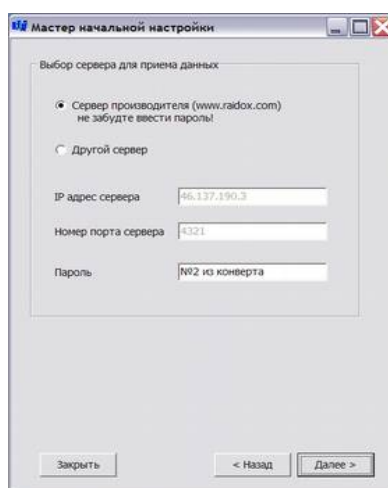 Мастер начальной настройки
Выбор сервера для приема данных
Сервер производителя (www.raidox.com)
не забудьте ввести пароль!
Другой сервер
IP адрес сервера 46.137.190.3
Номер порта сервера 4321
Пароль №2 из конверта
Закрыть < Назад Далее >